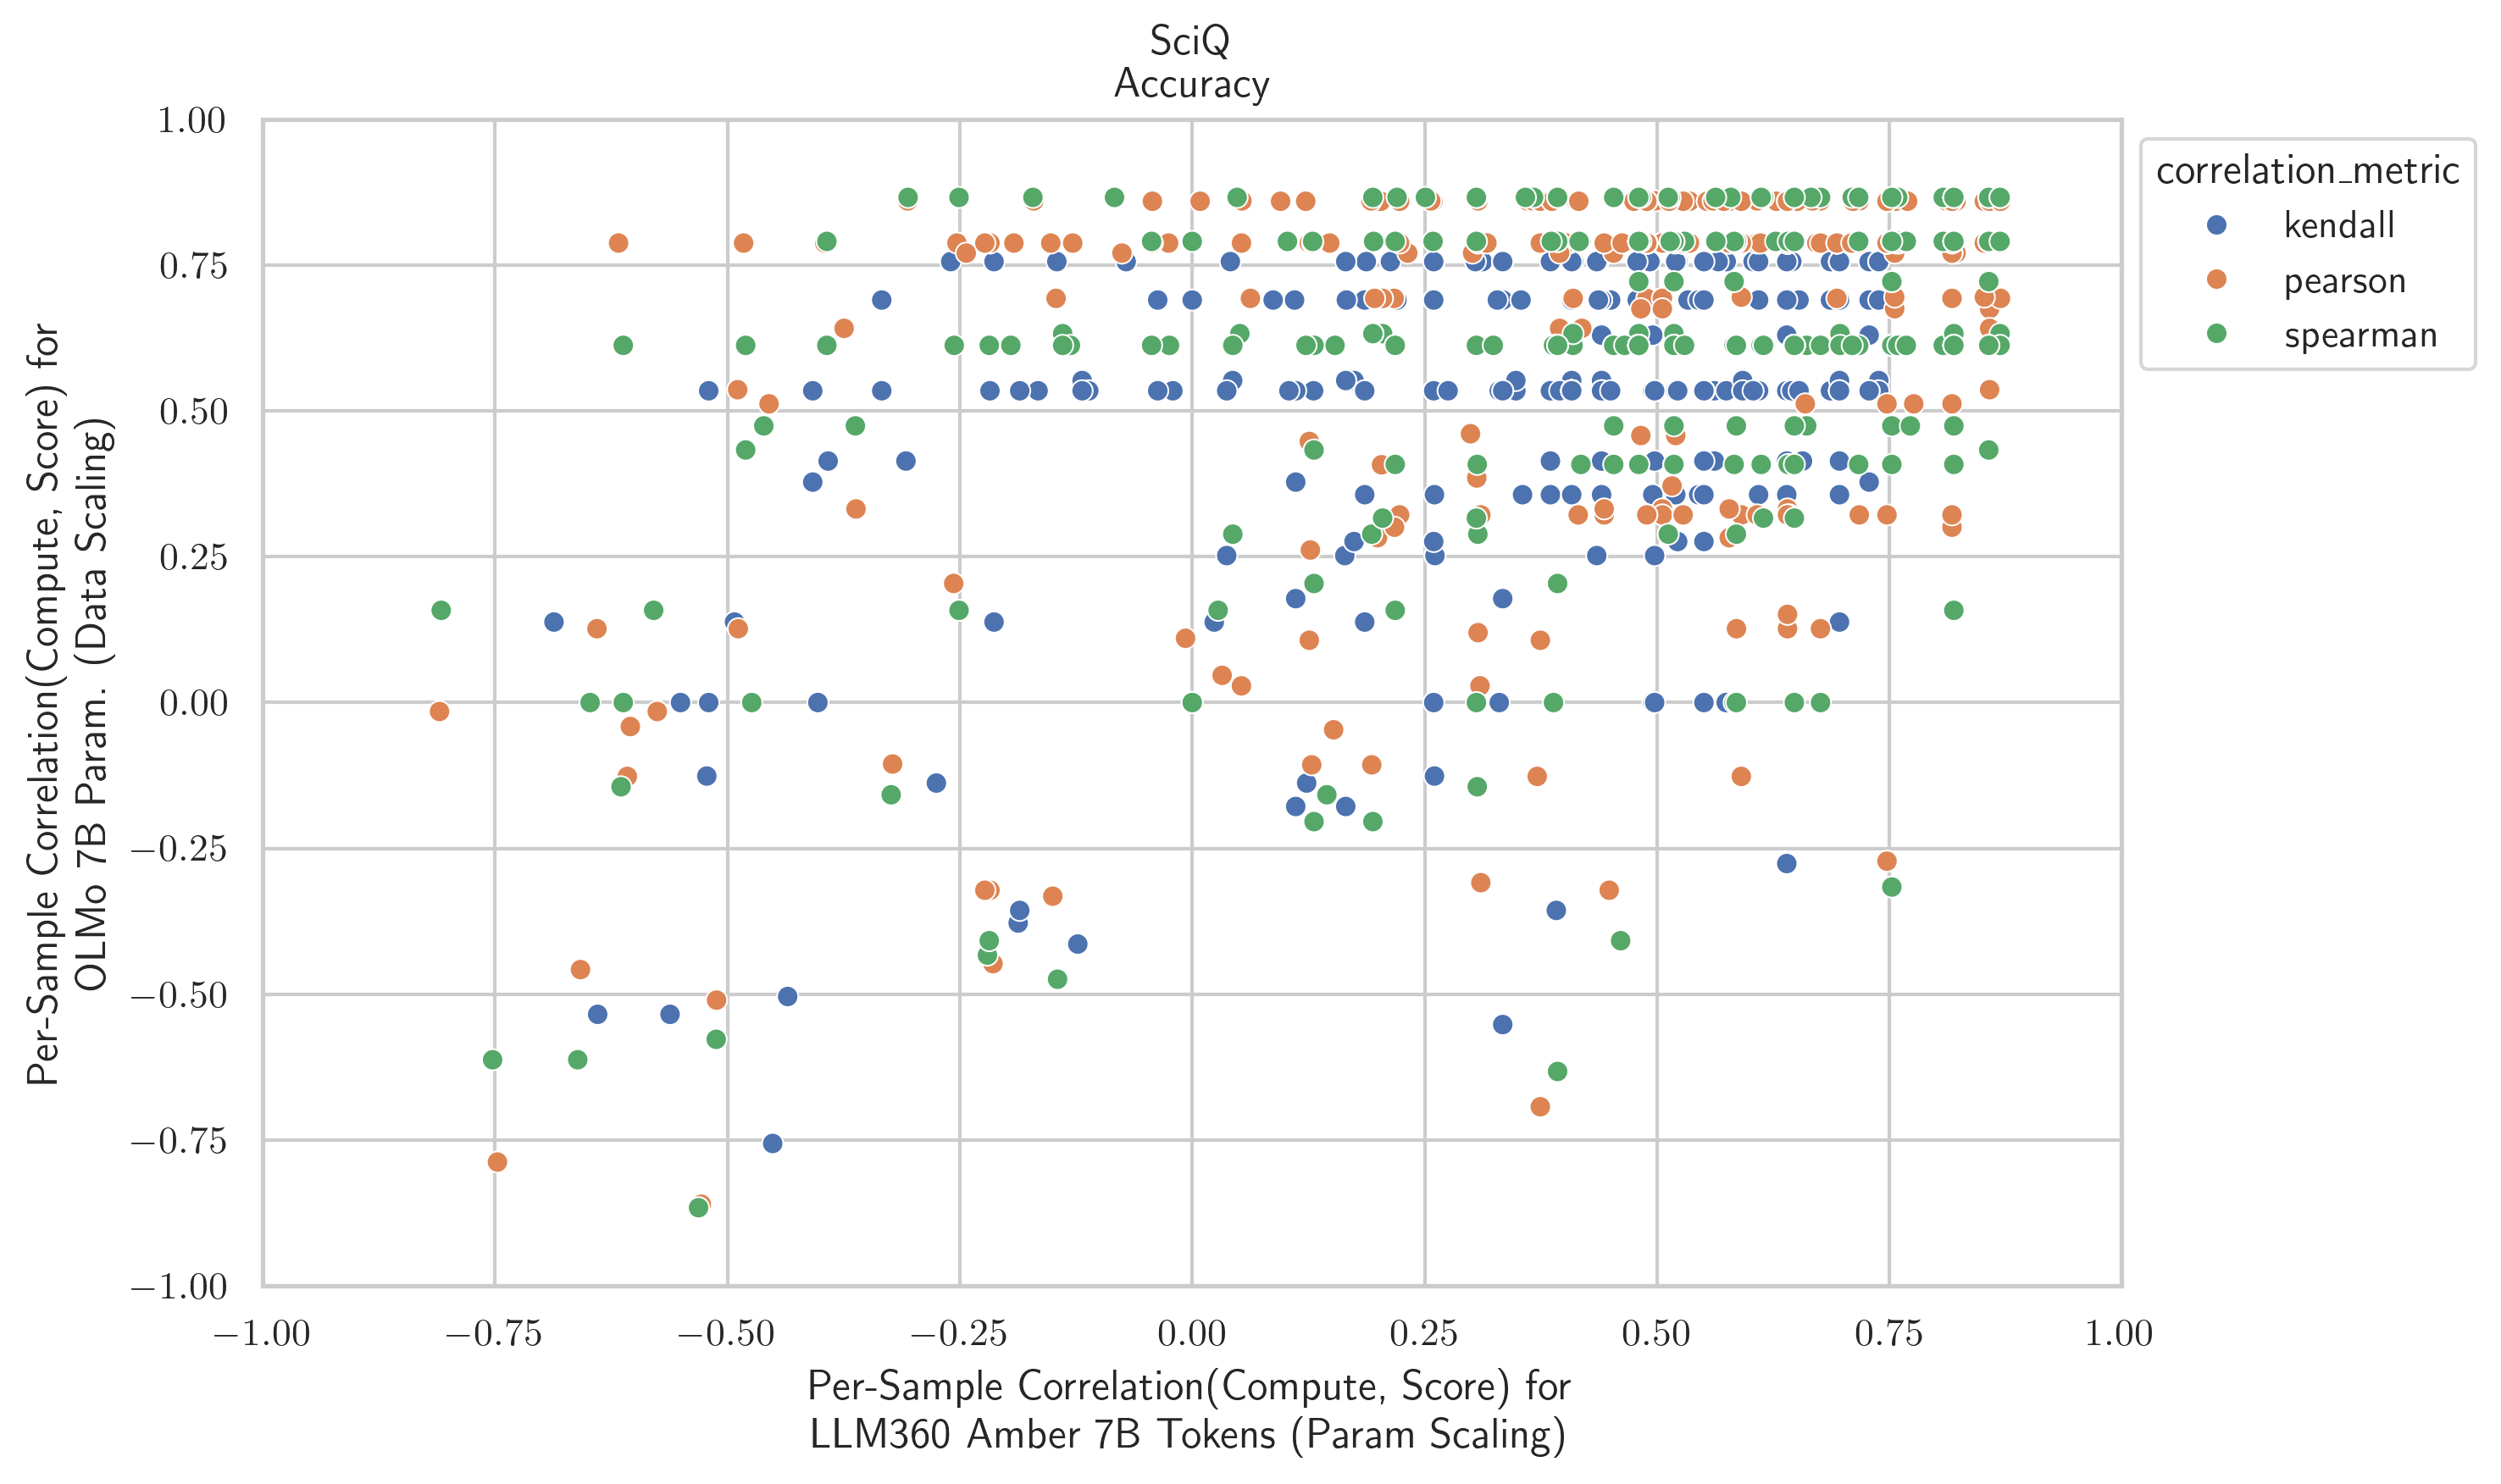 SciQ
Accuracy
1.00
0.75
0.50
0.25
0.00
−0.25
−0.50
−0.75
−1.00
Per-Sample Correlation(Compute, Score) for
OLMo 7B Param. (Data Scaling)
−1.00
−0.75
−0.50
−0.25
0.00
0.25
0.50
0.75
1.00
Per-Sample Correlation(Compute, Score) for
LLM360 Amber 7B Tokens (Param Scaling)
correlation_metric
kendall
pearson
spearman